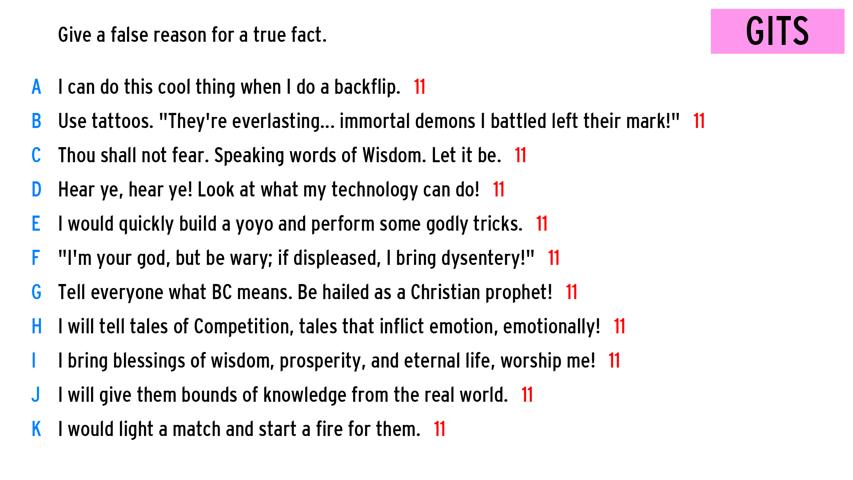 Give a false reason for a true fact.
GITS
A I can do this cool thing when I do a backflip. 11
B Use tattoos. "They're everlasting... immortal demons I battled left their mark!" 11
C Thou shall not fear. Speaking words of Wisdom. Let it be. 11
D Hear ye, hear ye! Look at what my technology can do! 11
E I would quickly build a yoyo and perform some godly tricks. 11
F "I'm your god, but be wary; if displeased, I bring dysentery!" 11
G Tell everyone what BC means. Be hailed as a Christian prophet! 11
H I will tell tales of Competition, tales that inflict emotion, emotionally! 11
I I bring blessings of wisdom, prosperity, and eternal life, worship me! 11
J I will give them bounds of knowledge from the real world. 11
K I would light a match and start a fire for them. 11